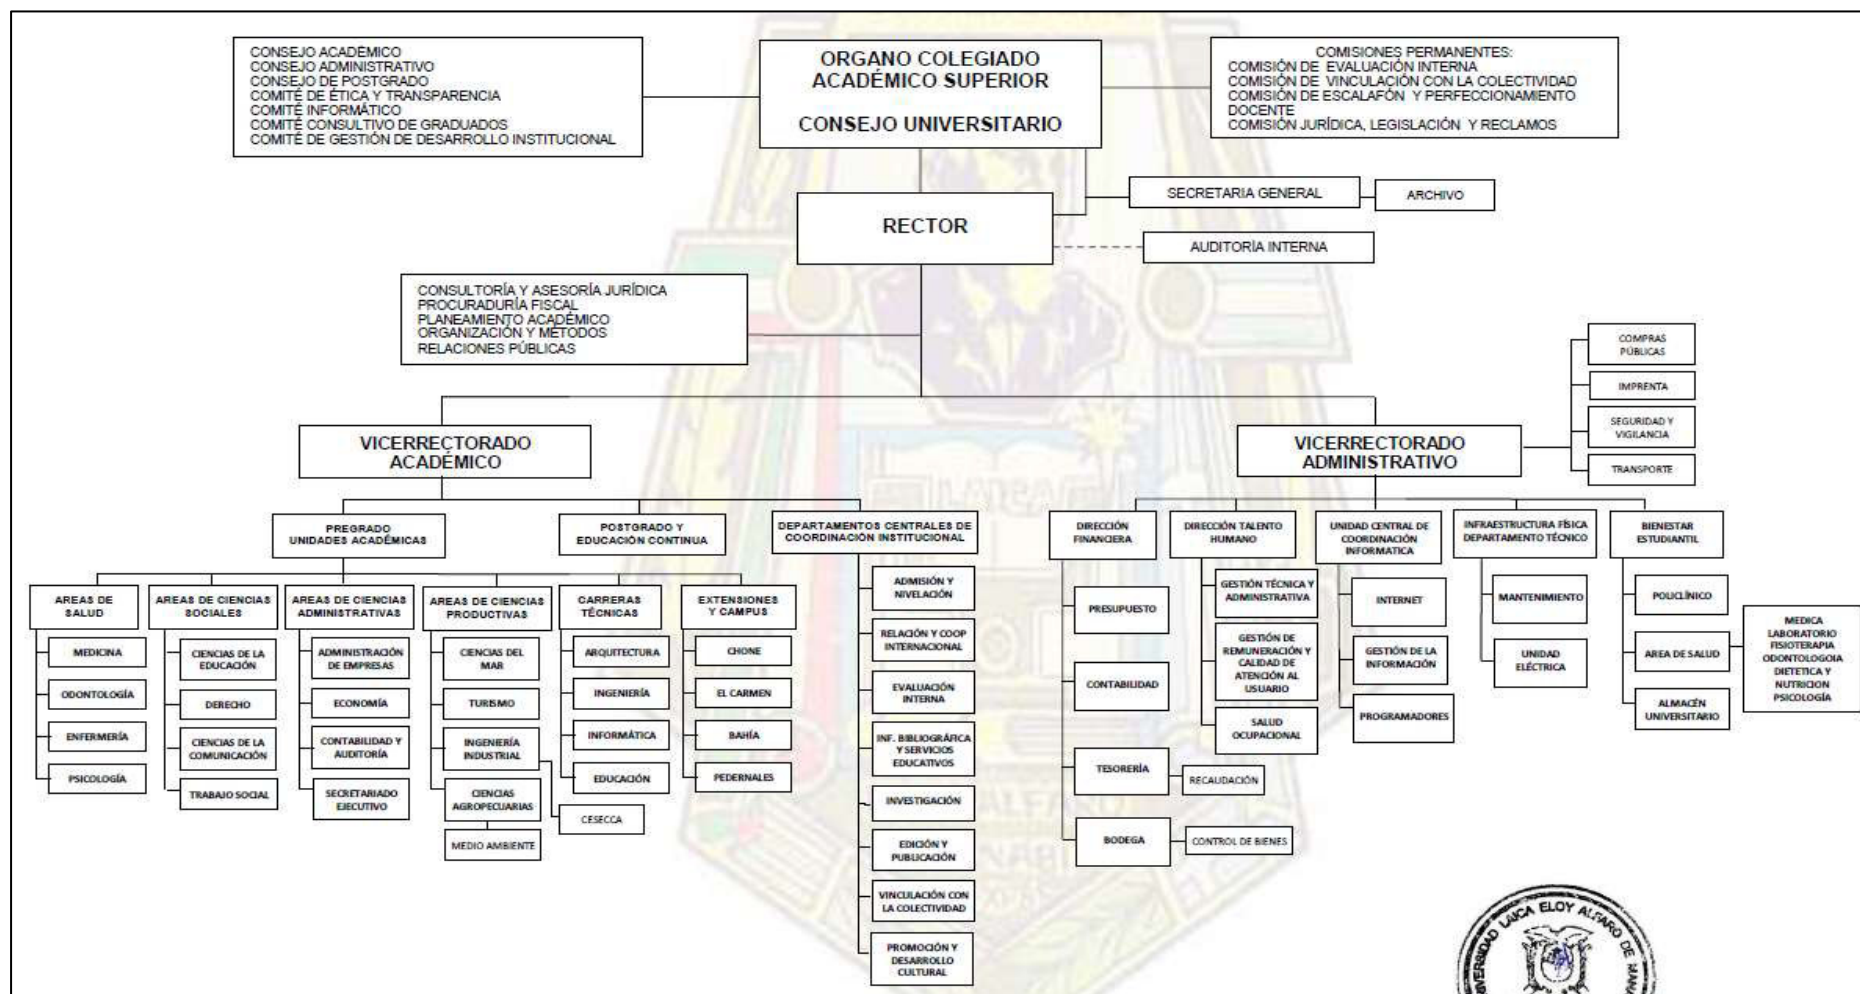 CONSEJO ACADÉMICO
CONSEJO ADMINISTRATIVO
CONSEJO DE POSTGRADO
COMITÉ DE ÉTICA Y TRANSPARENCIA
COMITÉ INFORMÁTICO
COMITÉ CONSULTIVO DE GRADUADOS
COMITÉ DE GESTIÓN DE DESARROLLO INSTITUCIONAL
ORGANO COLEGIADO
ACADÉMICO SUPERIOR
CONSEJO UNIVERSITARIO
COMISIONES PERMANENTES:
COMISIÓN DE EVALUACIÓN INTERNA
COMISIÓN DE VINCULACIÓN CON LA COLECTIVIDAD
COMISIÓN DE ESCALAFÓN Y PERFECCIONAMIENTO
DOCENTE
COMISIÓN JURÍDICA, LEGISLACIÓN Y RECLAMOS
SECRETARIA GENERAL
ARCHIVO
RECTOR
AUDITORÍA INTERNA
CONSULTORÍA Y ASESORÍA JURÍDICA
PROCURADURÍA FISCAL
PLANEAMIENTO ACADÉMICO
ORGANIZACIÓN Y MÉTODOS
RELACIONES PÚBLICAS
COMPRAS
PÚBLICAS
IMPRENTA
SEGURIDAD Y
VIGILANCIA
TRANSPORTE
VICERRECTORADO
ACADÉMICO
VICERRECTORADO
ADMINISTRATIVO
PREGRADO
UNIDADES ACADÉMICAS
POSTGRADO Y
EDUCACIÓN CONTINUA
DEPARTAMENTOS CENTRALES DE
COORDINACIÓN INSTITUCIONAL
DIRECCIÓN
FINANCIERA
DIRECCIÓN TALENTO
HUMANO
UNIDAD CENTRAL DE
COORDINACIÓN
INFORMATICA
INFRAESTRUCTURA FÍSICA
DEPARTAMENTO TÉCNICO
BIENESTAR
ESTUDIANTIL
AREAS DE
SALUD
AREAS DE CIENCIAS
SOCIALES
AREAS DE CIENCIAS
ADMINISTRATIVAS
AREAS DE CIENCIAS
PRODUCTIVAS
CARRERAS
TÉCNICAS
EXTENSIONES
Y CAMPUS
MEDICINA
ODONTOLOGÍA
ENFERMERÍA
PSICOLOGÍA
CIENCIAS DE LA
EDUCACIÓN
DERECHO
CIENCIAS DE LA
COMUNICACIÓN
TRABAJO SOCIAL
ADMINISTRACIÓN
DE EMPRESAS
ECONOMÍA
CONTABILIDAD Y
AUDITORÍA
SECRETARIADO
EJECUTIVO
CIENCIAS DEL
MAR
TURISMO
INGENIERÍA
INDUSTRIAL
CIENCIAS
AGROPECUARIAS
MEDIO AMBIENTE
CESECCA
ARQUITECTURA
INGENIERÍA
INFORMÁTICA
EDUCACIÓN
CHONE
EL CARMEN
BAHÍA
PEDERNALES
ADMISIÓN Y
NIVELACIÓN
RELACIÓN Y COOP
INTERNACIONAL
EVALUACIÓN
INTERNA
INF. BIBLIOGRÁFICA
Y SERVICIOS
EDUCATIVOS
INVESTIGACIÓN
EDICIÓN Y
PUBLICACIÓN
VINCULACIÓN CON
LA COLECTIVIDAD
PROMOCIÓN Y
DESARROLLO
CULTURAL
PRESUPUESTO
CONTABILIDAD
TESORERÍA
RECAUDACIÓN
BODEGA
CONTROL DE BIENES
GESTIÓN TÉCNICA Y
ADMINISTRATIVA
GESTIÓN DE
REMUNERACIÓN Y
CALIDAD DE
ATENCIÓN AL
USUARIO
SALUD
OCUPACIONAL
INTERNET
GESTIÓN DE LA
INFORMACIÓN
PROGRAMADORES
MANTENIMIENTO
UNIDAD
ELÉCTRICA
POLICLÍNICO
AREA DE SALUD
ALMACÉN
UNIVERSITARIO
MEDICA
LABORATORIO
FISIOTERAPIA
ODONTOLOGOIA
DIETETICA Y
NUTRICION
PSICOLOGÍA
LAICA ELOY ALFARO DE